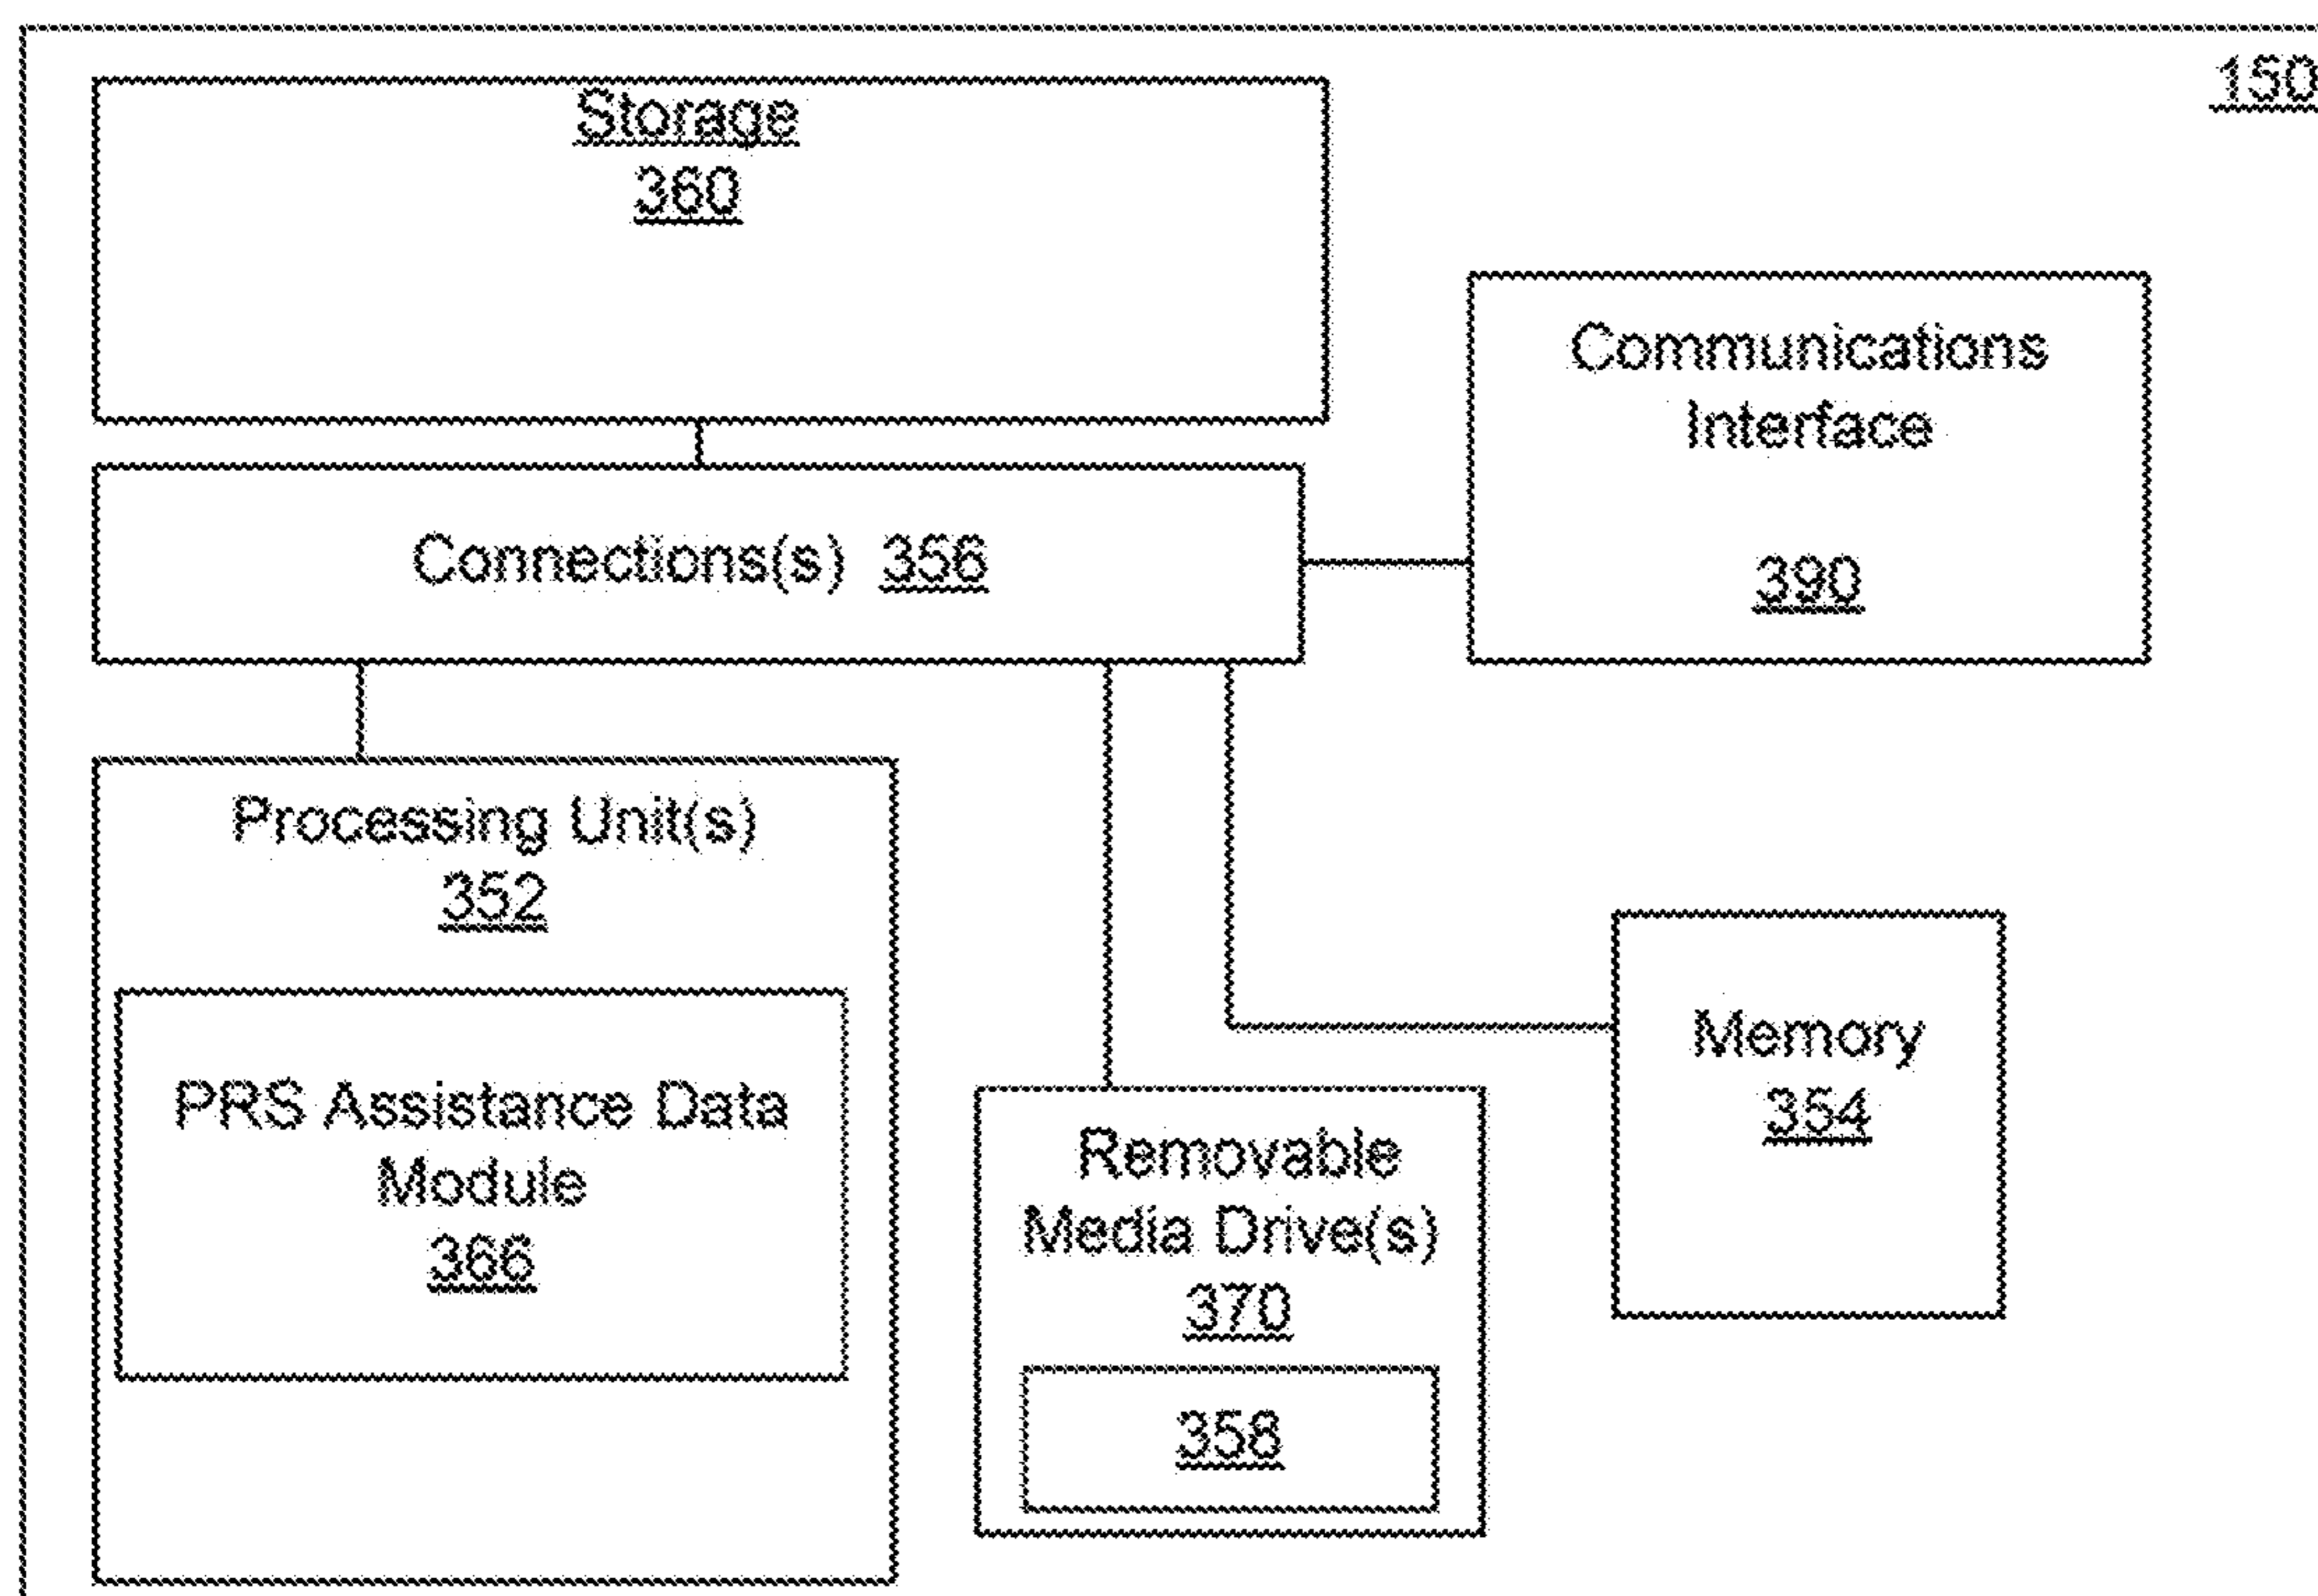 150
Storage
360
Communications
Interface
390
Connections(s) 356
Processing Unit(s)
352
PRS Assistance Data
Module
366
Removable
Media Drive(s)
370
358
Memory
354